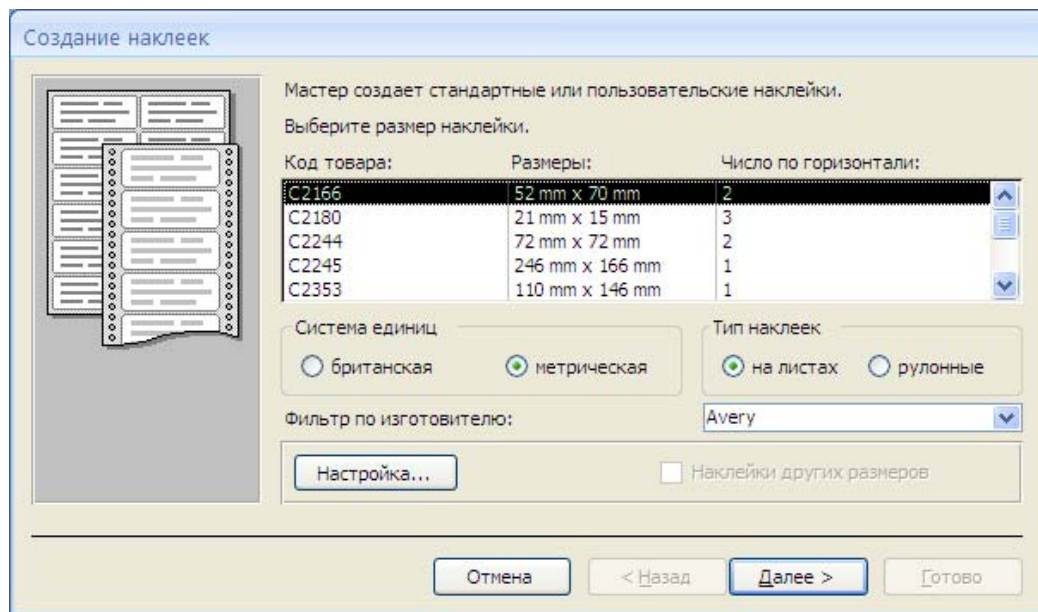 Создание наклеек
Мастер создает стандартные или пользовательские наклейки.
Выберите размер наклейки.
Код товара: Размеры: Число по горизонтали:
C2166 52 mm x 70 mm 2
C2180 21 mm x 15 mm 3
C2244 72 mm x 72 mm 2
C2245 246 mm x 166 mm 1
C2353 110 mm x 146 mm 1
Система единиц Тип наклеек
британская метрическая на листах рулонные
Фильтр по изготовителю: Avery
Настройка... Наклейки других размеров
Отмена < Назад Далее > Готово